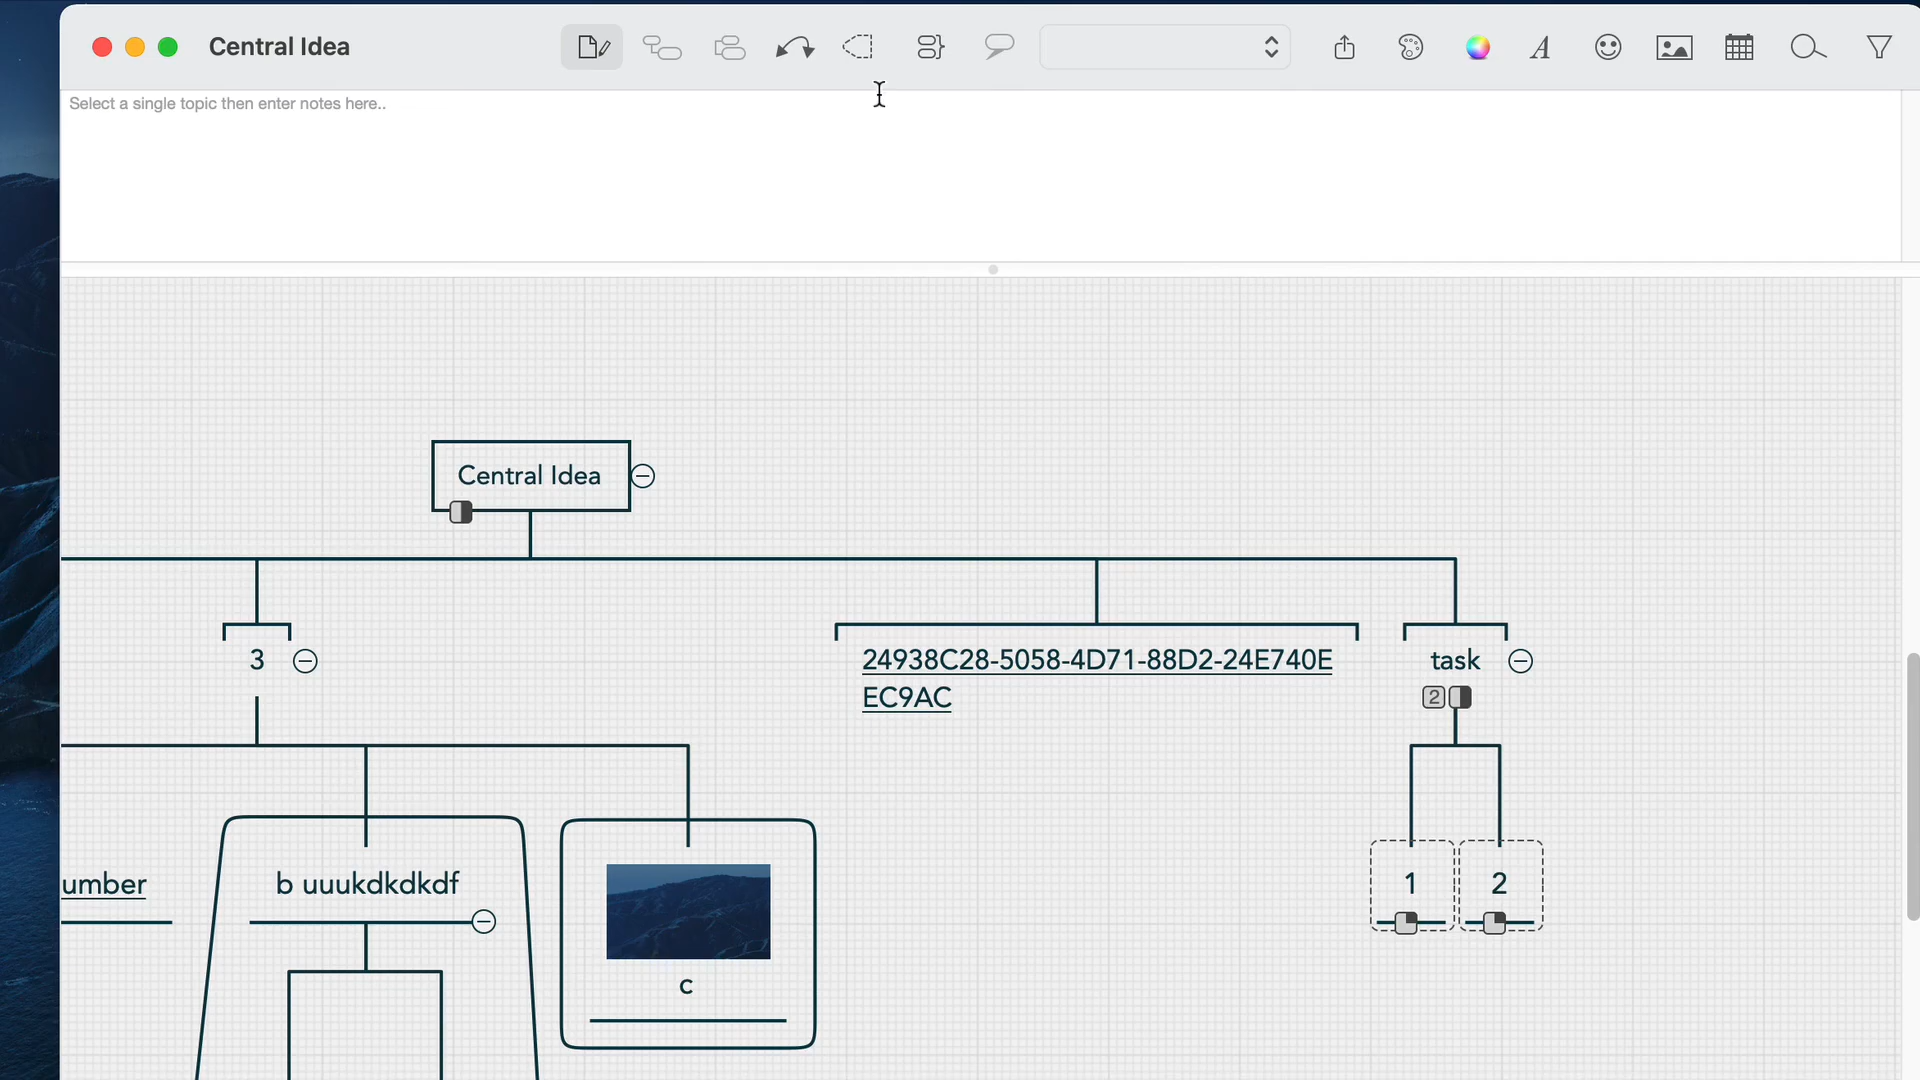 Central Idea
Select a single topic then enter notes here..
Central Idea
3
24938C28-5058-4D71-88D2-24E740E
EC9AC
task
2
umber
b uuukdkdkdf
1
2
c